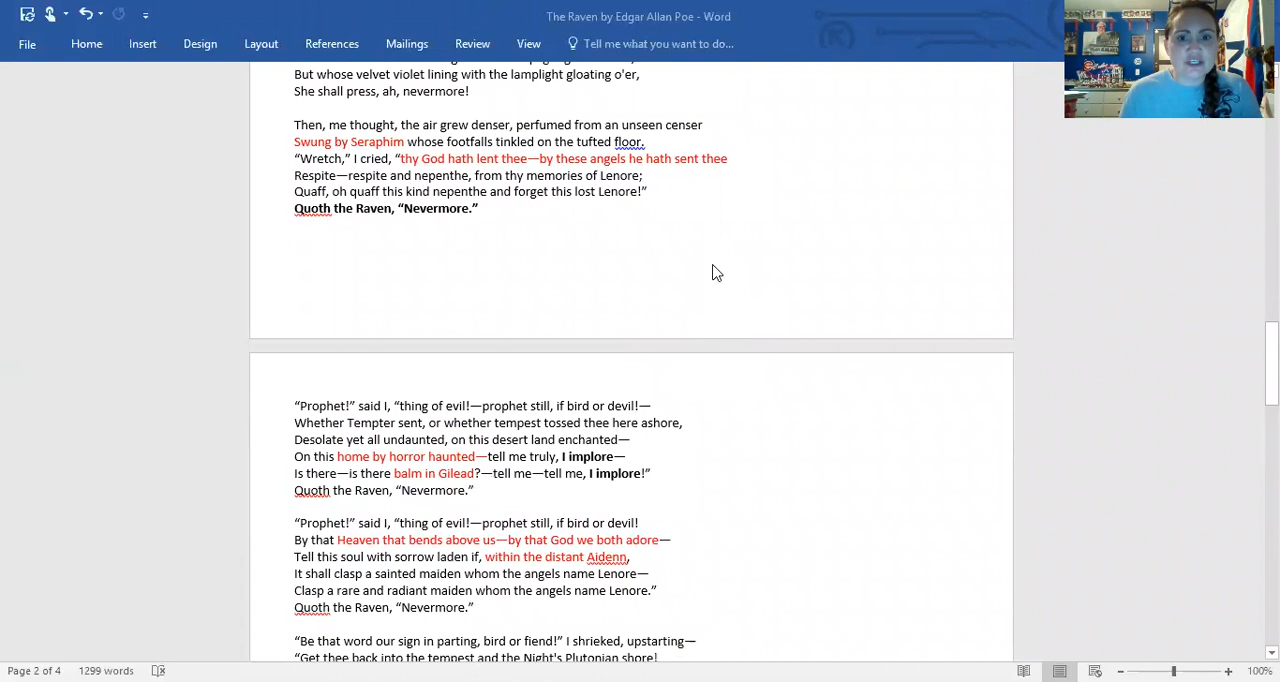 The Raven by Edgar Allan Poe - Word
File Home Insert Design Layout References Mailings Review View Tell me what you want to do...
But whose velvet violet lining with the lamplight gloating o'er,
She shall press, ah, nevermore!
Then, me thought, the air grew denser, perfumed from an unseen censer
Swung by Seraphim whose footfalls tinkled on the tufted floor.
“Wretch,” I cried, “thy God hath lent thee—by these angels he hath sent thee
Respite—respite and nepenthe, from thy memories of Lenore;
Quaff, oh quaff this kind nepenthe and forget this lost Lenore!”
Quoth the Raven, “Nevermore.”
“Prophet!” said I, “thing of evil!—prophet still, if bird or devil!—
Whether Tempter sent, or whether tempest tossed thee here ashore,
Desolate yet all undaunted, on this desert land enchanted—
On this home by horror haunted—tell me truly, I implore—
Is there—is there balm in Gilead?—tell me—tell me, I implore!”
Quoth the Raven, “Nevermore.”
“Prophet!” said I, “thing of evil!—prophet still, if bird or devil!
By that Heaven that bends above us—by that God we both adore—
Tell this soul with sorrow laden if, within the distant Aidenn,
It shall clasp a sainted maiden whom the angels name Lenore—
Clasp a rare and radiant maiden whom the angels name Lenore.”
Quoth the Raven, “Nevermore.”
“Be that word our sign in parting, bird or fiend!” I shrieked, upstarting—
“Get thee back into the tempest and the Night's Plutonian shore!
Page 2 of 4 1299 words 100%